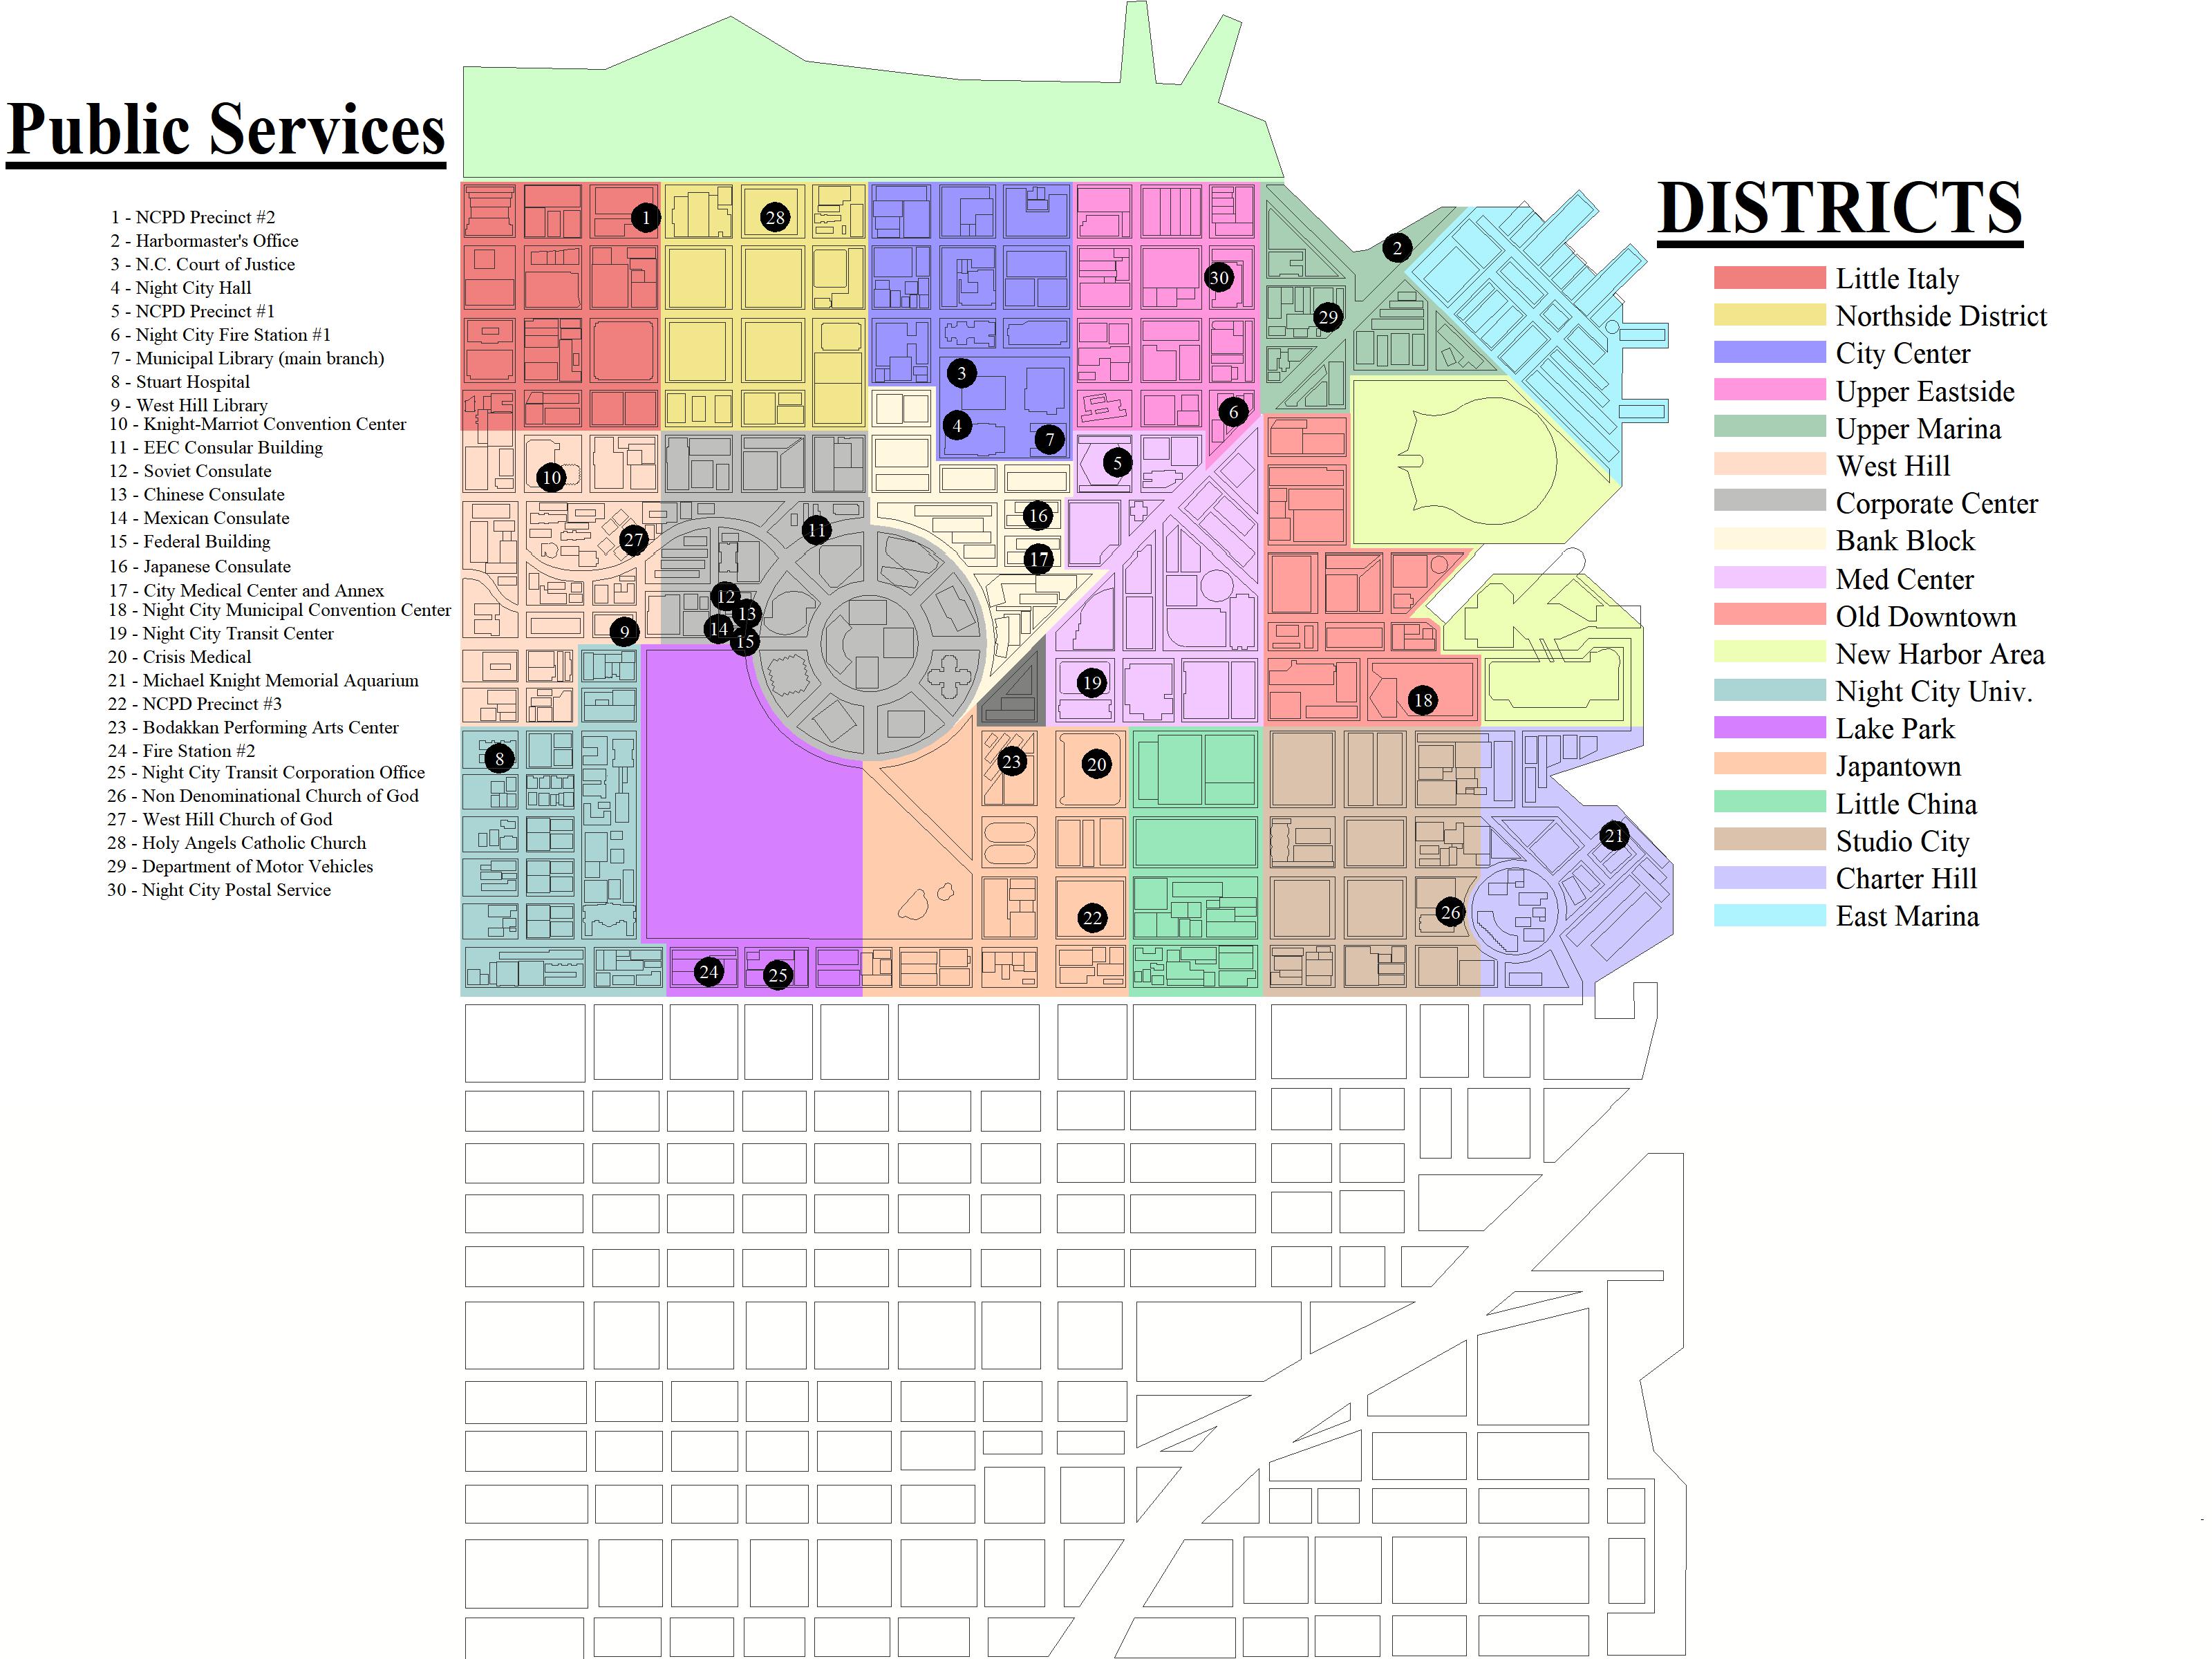 Public Services
1 - NCPD Precinct #2
2 - Harbormaster's Office
3 - N.C. Court of Justice
4 - Night City Hall
5 - NCPD Precinct #1
6 - Night City Fire Station #1
7 - Municipal Library (main branch)
8 - Stuart Hospital
9 - West Hill Library
10 - Knight-Marriot Convention Center
11 - EEC Consular Building
12 - Soviet Consulate
13 - Chinese Consulate
14 - Mexican Consulate
15 - Federal Building
16 - Japanese Consulate
17 - City Medical Center and Annex
18 - Night City Municipal Convention Center
19 - Night City Transit Center
20 - Crisis Medical
21 - Michael Knight Memorial Aquarium
22 - NCPD Precinct #3
23 - Bodakkan Performing Arts Center
24 - Fire Station #2
25 - Night City Transit Corporation Office
26 - Non Denominational Church of God
27 - West Hill Church of God
28 - Holy Angels Catholic Church
29 - Department of Motor Vehicles
30 - Night City Postal Service
1
28
2
30
29
3
6
4
7
5
10
16
11
27
17
12
13
14
9
15
19
18
8
23
20
21
26
22
24
25
DISTRICTS
Little Italy
Northside District
City Center
Upper Eastside
Upper Marina
West Hill
Corporate Center
Bank Block
Med Center
Old Downtown
New Harbor Area
Night City Univ.
Lake Park
Japantown
Little China
Studio City
Charter Hill
East Marina